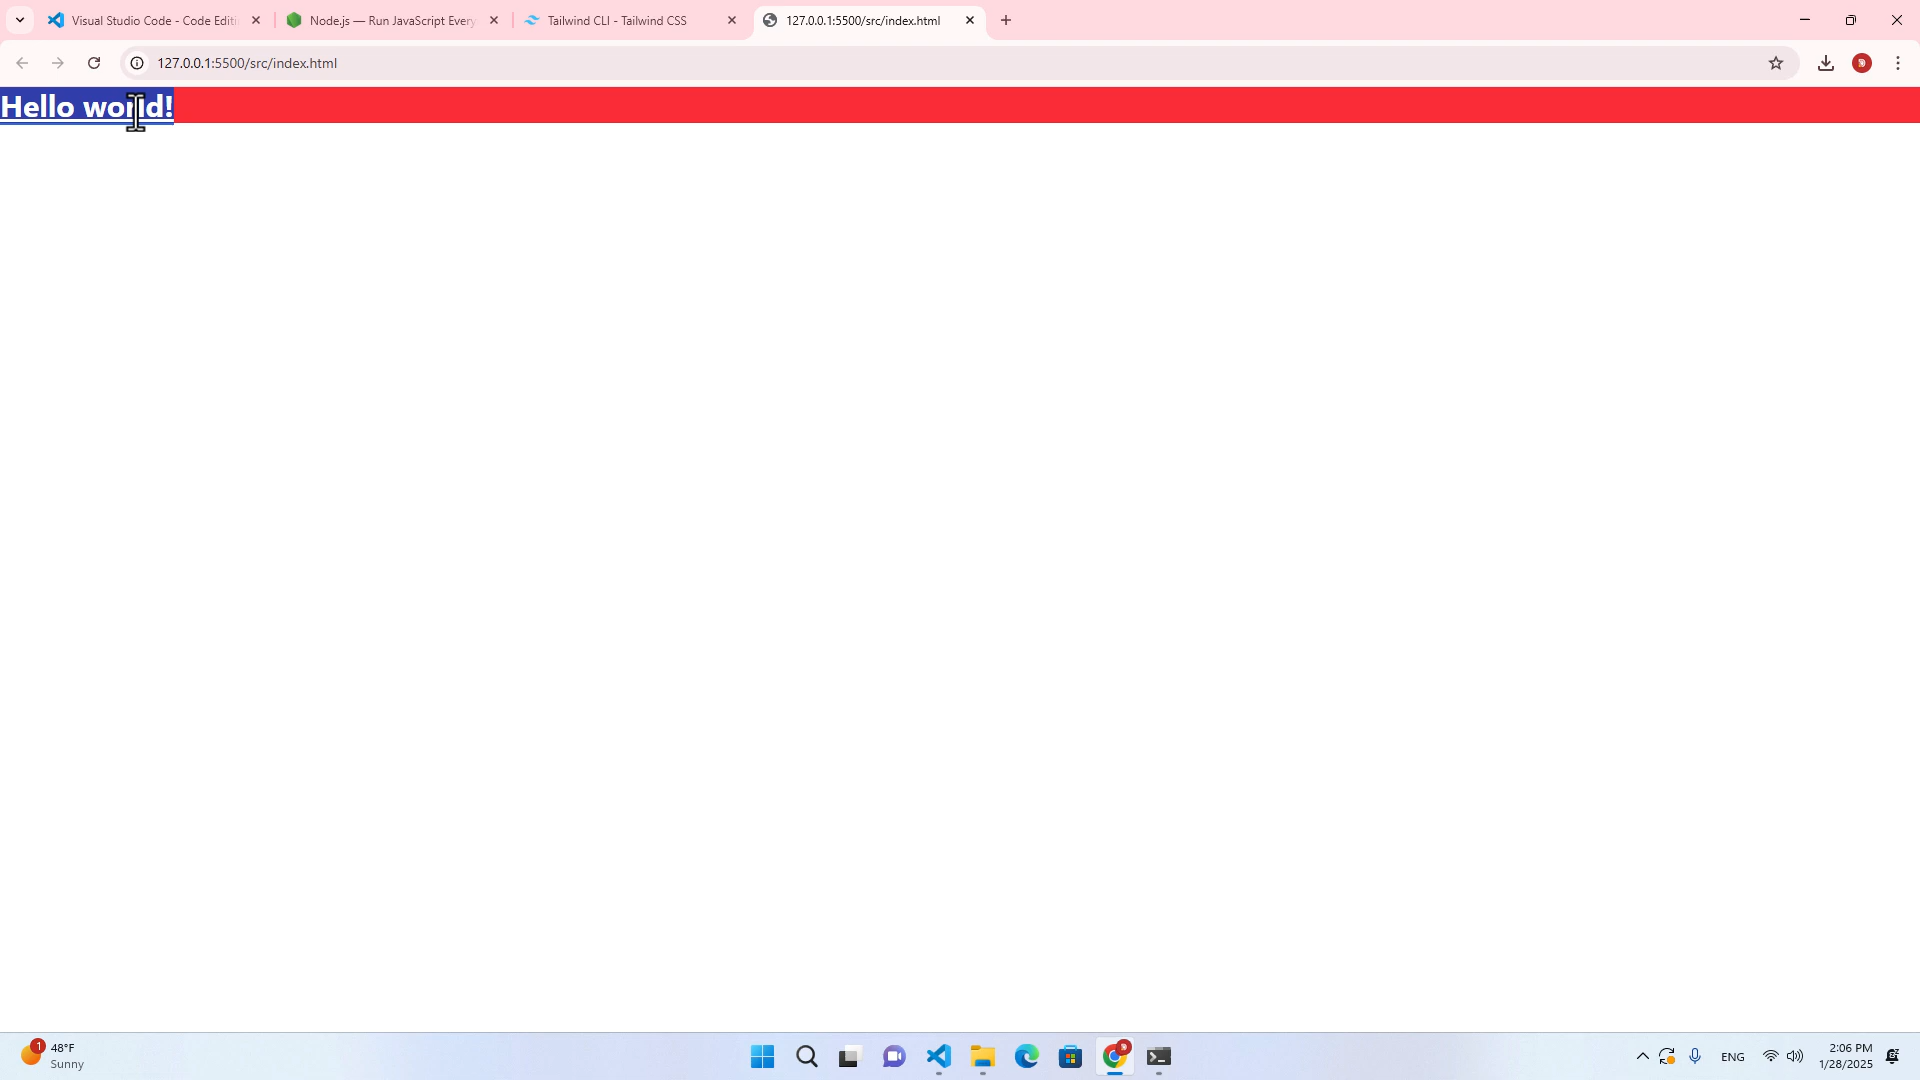 Visual Studio Code - Code Editi
Node.js — Run JavaScript Every
Tailwind CLI - Tailwind CSS
127.0.0.1:5500/src/index.html
127.0.0.1:5500/src/index.html
Hello world!
1
48°F
Sunny
ENG
2:06 PM
1/28/2025